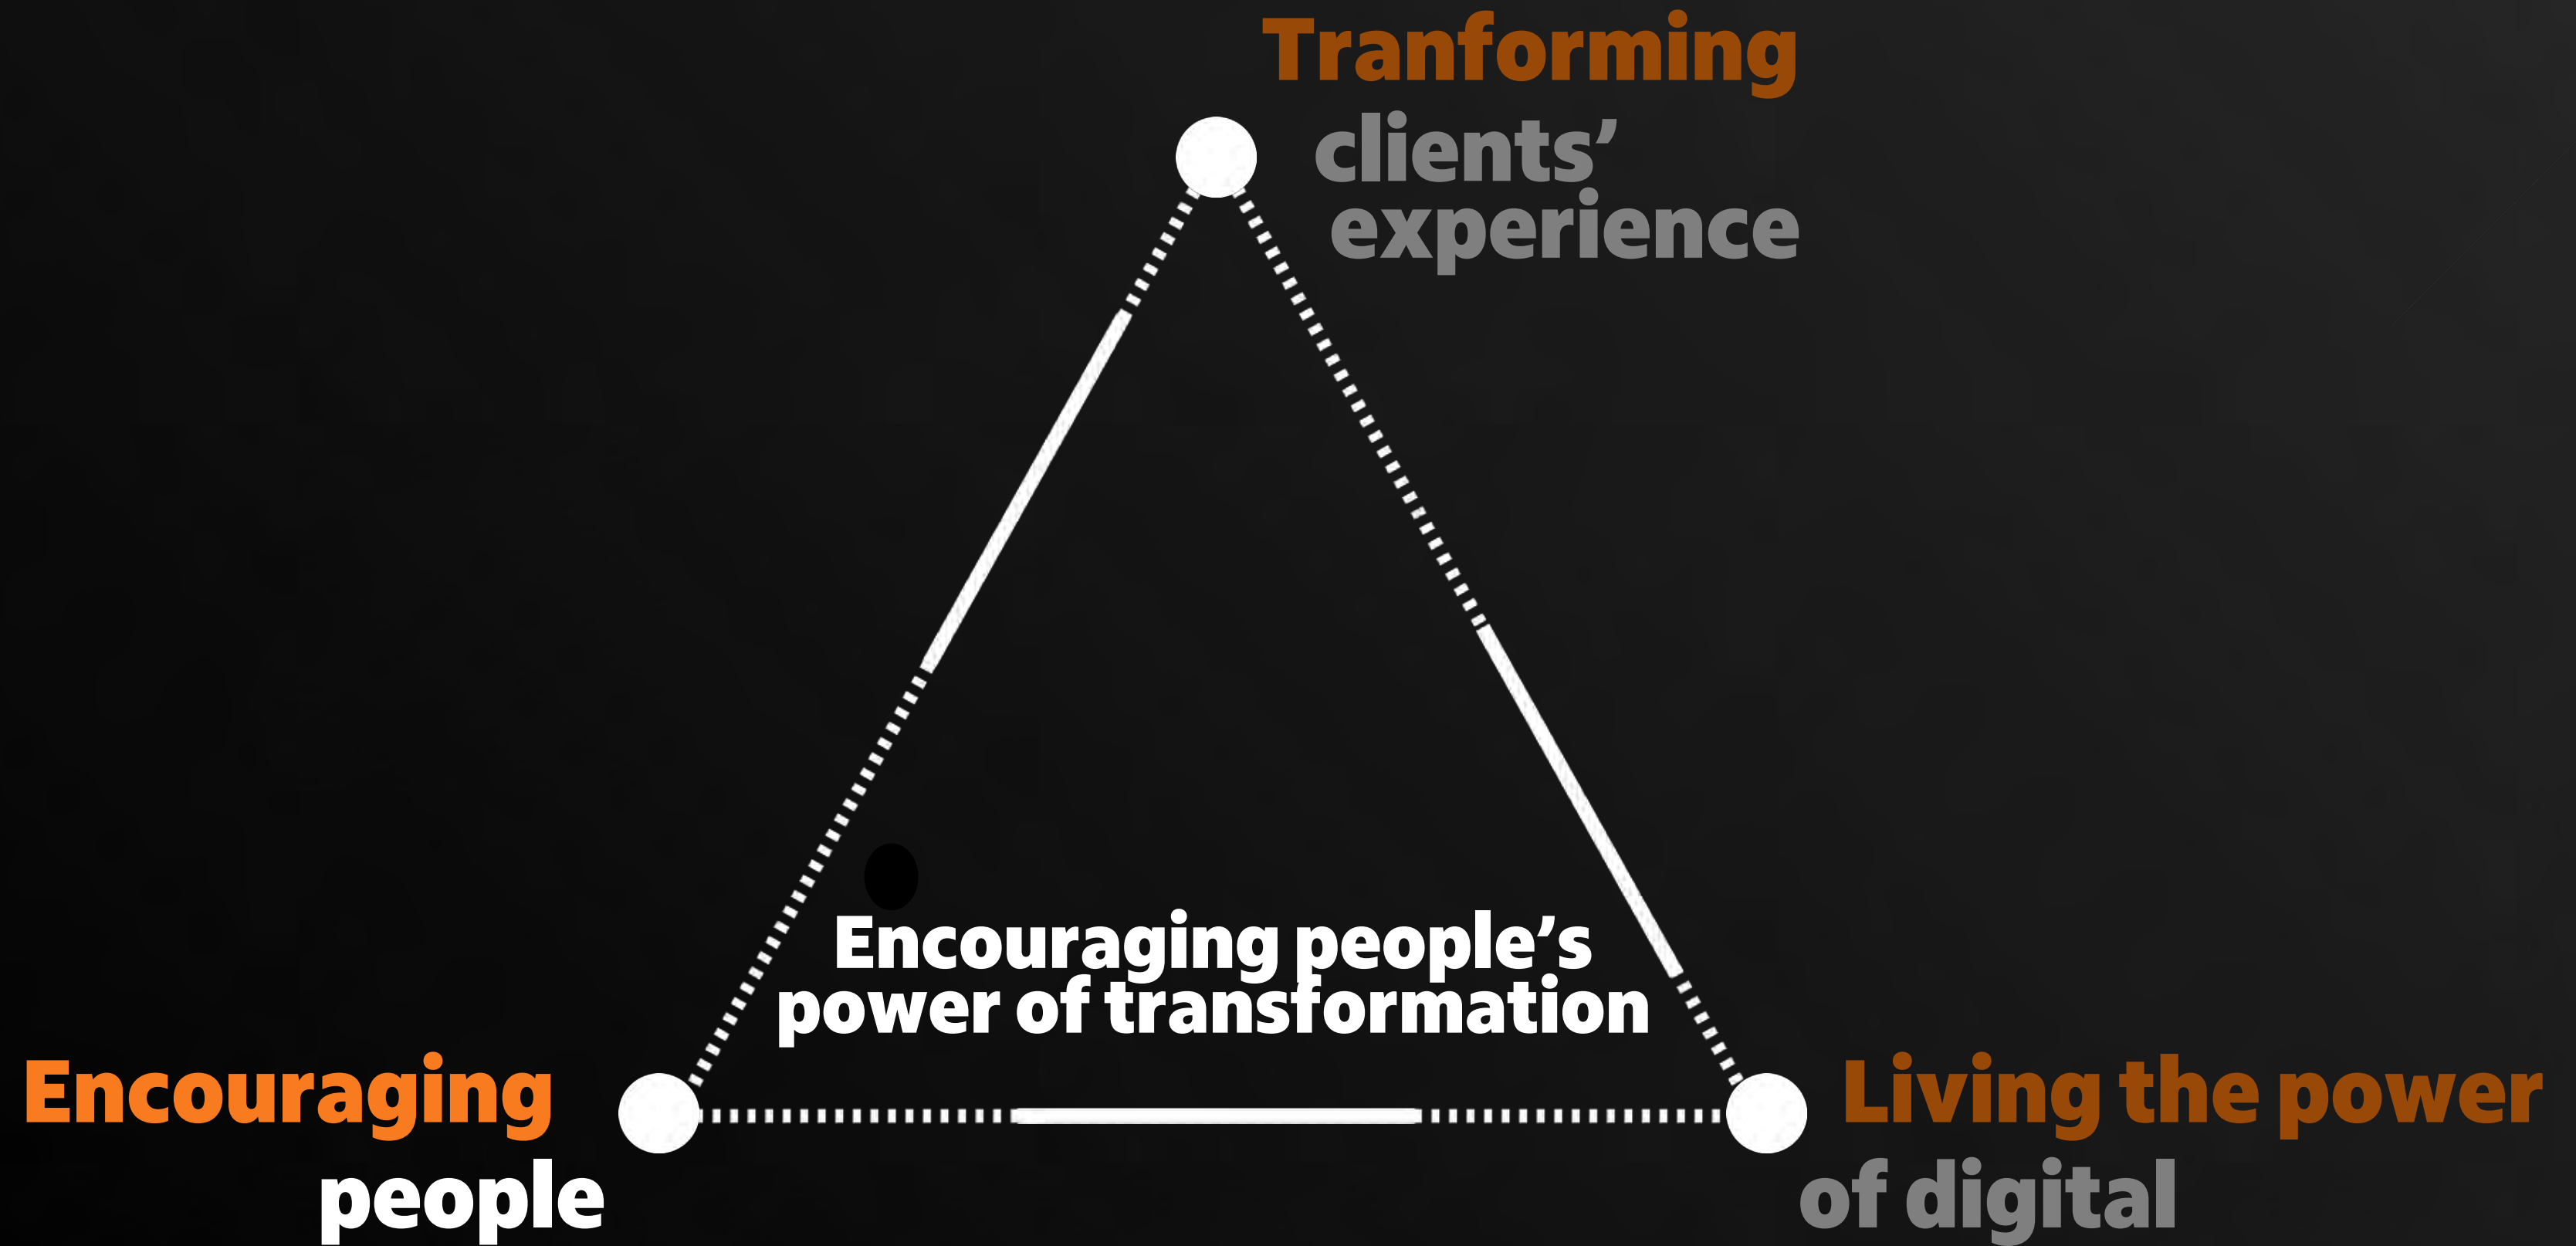 Tranforming
clients’
experience
Encouraging people’s
power of transformation
Encouraging
people
Living the power
of digital